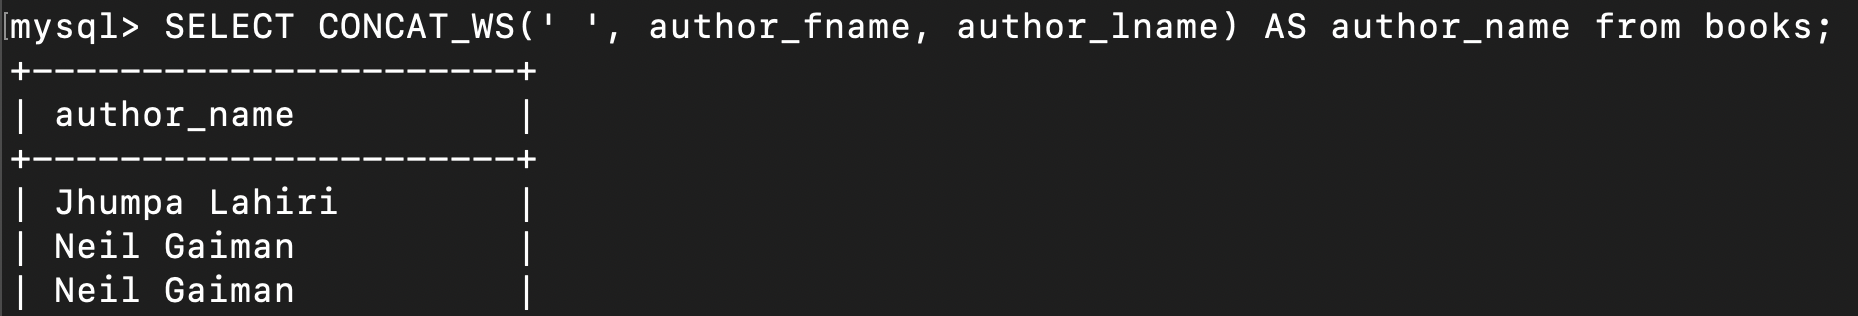 mysql> SELECT CONCAT_WS(' ', author_fname, author_lname) AS author_name from books;
+----------------------+
| author_name          |
+----------------------+
| Jhumpa Lahiri        |
| Neil Gaiman          |
| Neil Gaiman          |